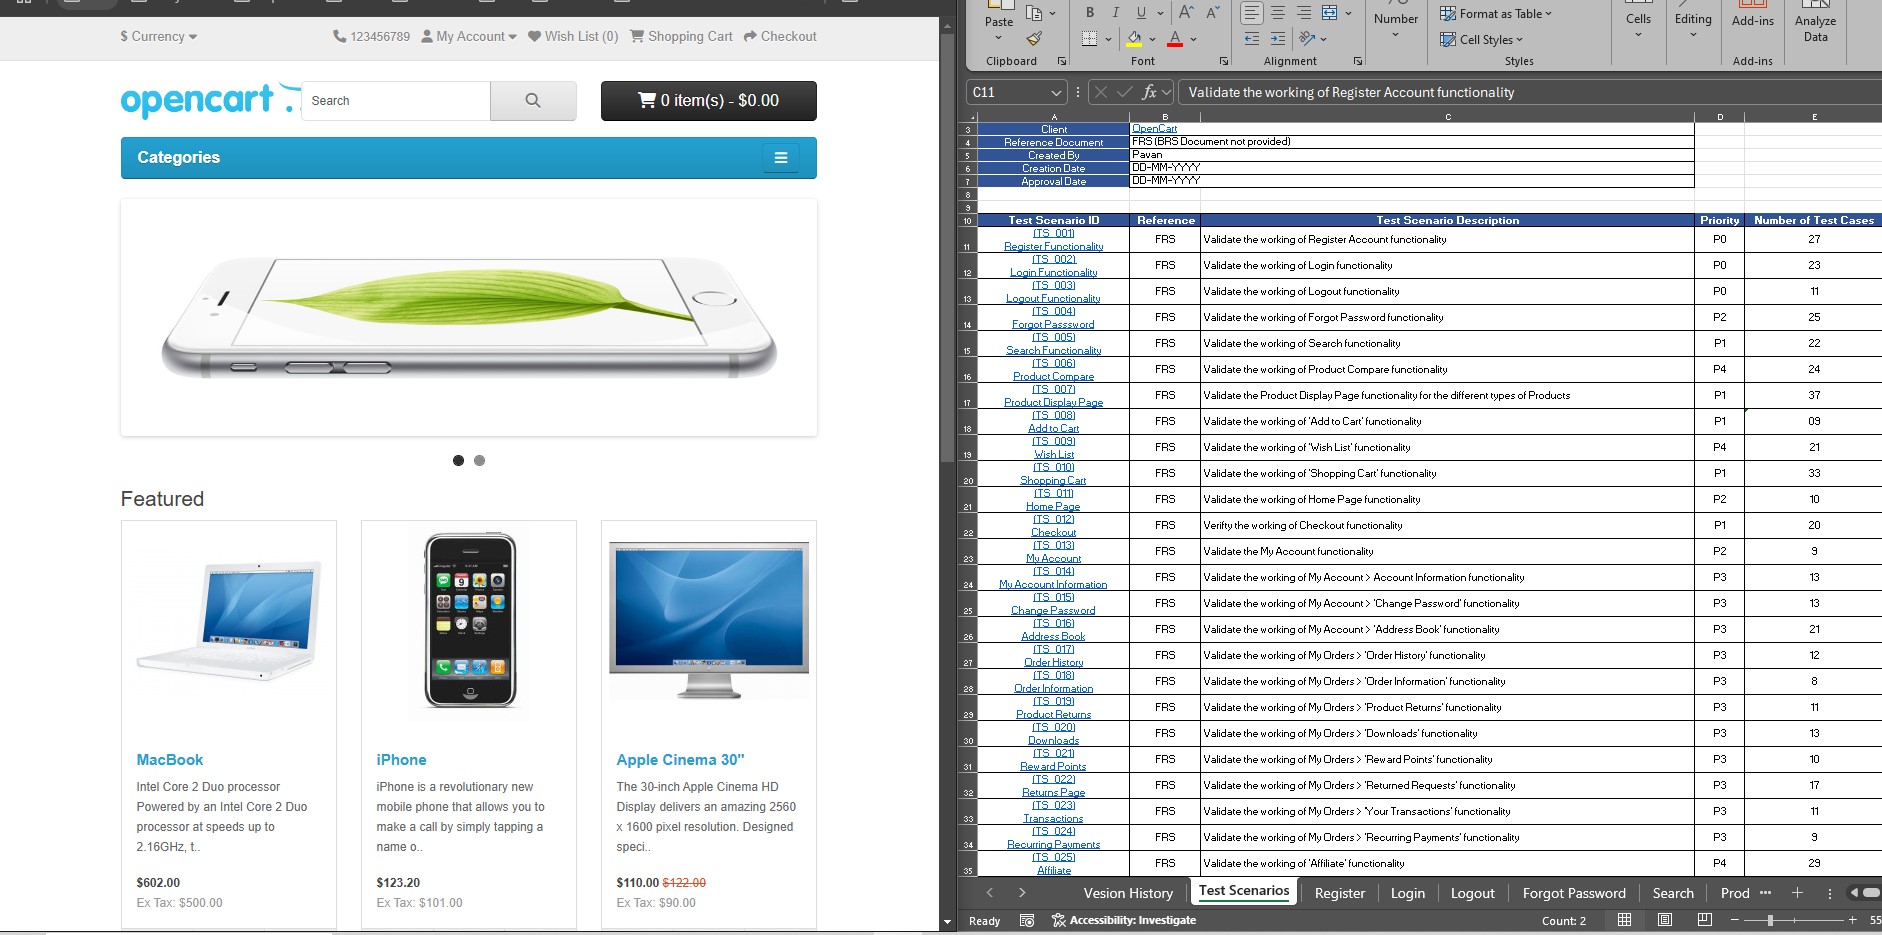 $ Currency
123456789 My Account Wish List (0) Shopping Cart Checkout
opencart
Search
0 item(s) - $0.00
Categories
Featured
MacBook
Intel Core 2 Duo processor
Powered by an Intel Core 2 Duo
processor at speeds up to
2.16GHz, t..
$602.00
Ex Tax: $500.00
iPhone
iPhone is a revolutionary new
mobile phone that allows you to
make a call by simply tapping a
name o..
$123.20
Ex Tax: $101.00
Apple Cinema 30"
The 30-inch Apple Cinema HD
Display delivers an amazing 2560
x 1600 pixel resolution. Designed
speci..
$110.00 $122.00
Ex Tax: $90.00
Paste
B I U A A
Number
Format as Table
Cell Styles
Cells
Editing
Add-ins
Analyze
Data
Clipboard Font Alignment Styles Add-ins
C11 fx Validate the working of Register Account functionality
A B C D E
3 Client OpenCart
4 Reference Document FRS (BRS Document not provided)
5 Created By Pavan
6 Creation Date DD-MM-YYYY
7 Approval Date DD-MM-YYYY
8
9
10 Test Scenario ID Reference Test Scenario Description Priority Number of Test Cases
(TS_001)
11 Register Functionality FRS Validate the working of Register Account functionality P0 27
(TS_002)
12 Login Functionality FRS Validate the working of Login functionality P0 23
(TS_003)
13 Logout Functionality FRS Validate the working of Logout functionality P0 11
(TS_004)
14 Forgot Passsword FRS Validate the working of Forgot Password functionality P2 25
(TS_005)
15 Search Functionality FRS Validate the working of Search functionality P1 22
(TS_006)
16 Product Compare FRS Validate the working of Product Compare functionality P4 24
(TS_007)
17 Product Display Page FRS Validate the Product Display Page functionality for the different types of Products P1 37
(TS_008)
18 Add to Cart FRS Validate the working of 'Add to Cart' functionality P1 09
(TS_009)
19 Wish List FRS Validate the working of 'Wish List' functionality P4 21
(TS_010)
20 Shopping Cart FRS Validate the working of 'Shopping Cart' functionality P1 33
(TS_011)
21 Home Page FRS Validate the working of Home Page functionality P2 10
(TS_012)
22 Checkout FRS Verifty the working of Checkout functionality P1 20
(TS_013)
23 My Account FRS Validate the My Account functionality P2 9
(TS_014)
24 My Account Information FRS Validate the working of My Account > Account Information functionality P3 13
(TS_015)
25 Change Password FRS Validate the working of My Account > 'Change Password' functionality P3 13
(TS_016)
26 Address Book FRS Validate the working of My Account > 'Address Book' functionality P3 21
(TS_017)
27 Order History FRS Validate the working of My Orders > 'Order History' functionality P3 12
(TS_018)
28 Order Information FRS Validate the working of My Orders > 'Order Information' functionality P3 8
(TS_019)
29 Product Returns FRS Validate the working of My Orders > 'Product Returns' functionality P3 11
(TS_020)
30 Downloads FRS Validate the working of My Orders > 'Downloads' functionality P3 13
(TS_021)
31 Reward Points FRS Validate the working of My Orders > 'Reward Points' functionality P3 10
(TS_022)
32 Returns Page FRS Validate the working of My Orders > 'Returned Requests' functionality P3 17
(TS_023)
33 Transactions FRS Validate the working of My Orders > 'Your Transactions' functionality P3 11
(TS_024)
34 Recurring Payments FRS Validate the working of My Orders > 'Recurring Payments' functionality P3 9
(TS_025)
35 Affiliate FRS Validate the working of 'Affiliate' functionality P4 29
Vesion History Test Scenarios Register Login Logout Forgot Password Search Prod ...
Ready Accessibility: Investigate Count: 2 55